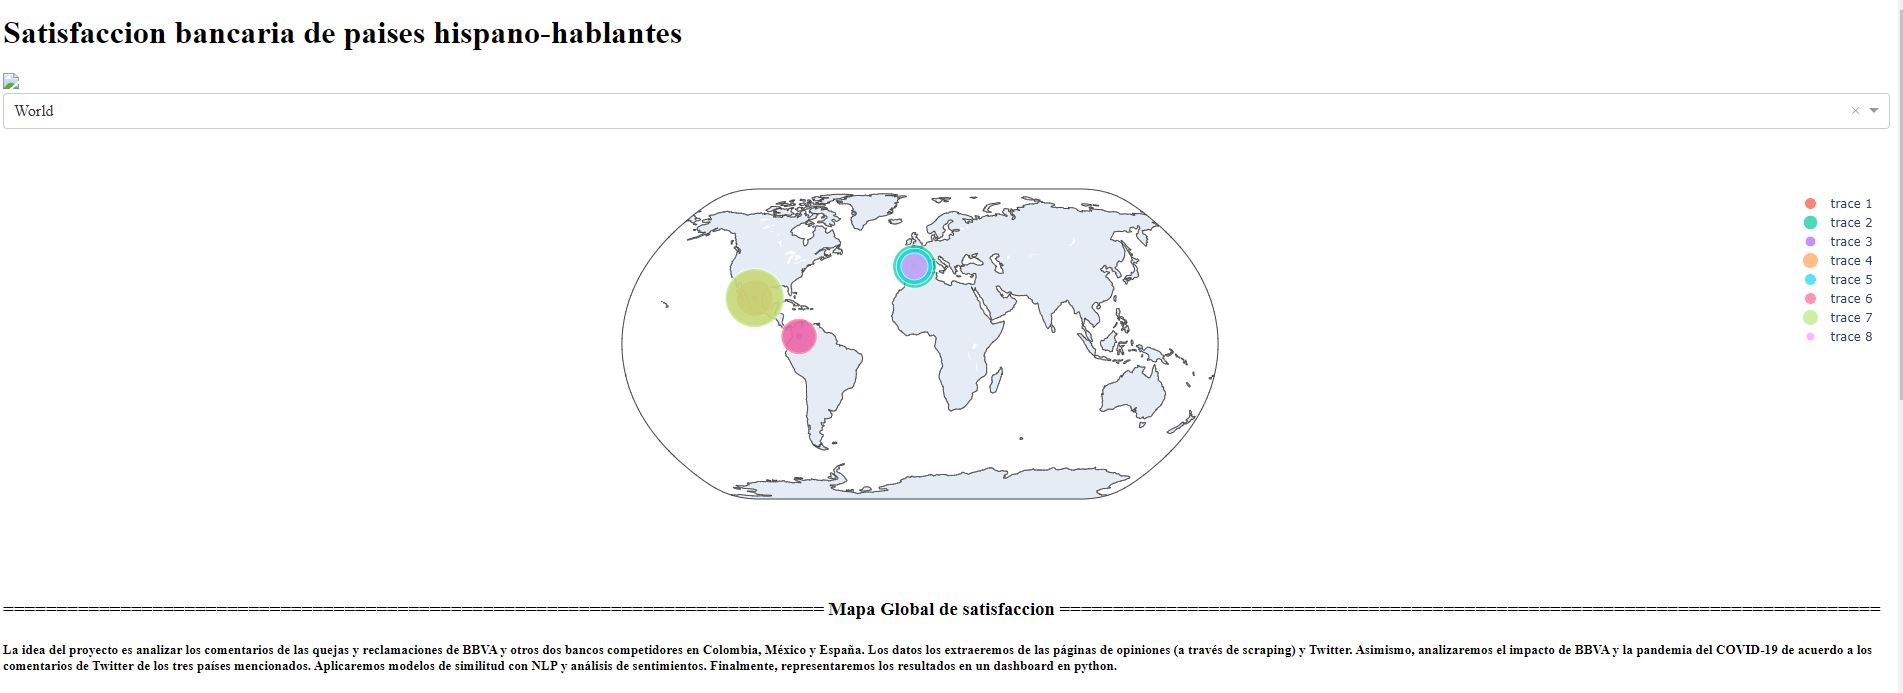 Satisfaccion bancaria de paises hispano-hablantes
World
trace 1
trace 2
trace 3
trace 4
trace 5
trace 6
trace 7
trace 8
Mapa Global de satisfaccion
La idea del proyecto es analizar los comentarios de las quejas y reclamaciones de BBVA y otros dos bancos competidores en Colombia, México y España. Los datos los extraeremos de las páginas de opiniones (a través de scraping) y Twitter. Asimismo, analizaremos el impacto de BBVA y la pandemia del COVID-19 de acuerdo a los
comentarios de Twitter de los tres países mencionados. Aplicaremos modelos de similitud con NLP y análisis de sentimientos. Finalmente, representaremos los resultados en un dashboard en python.